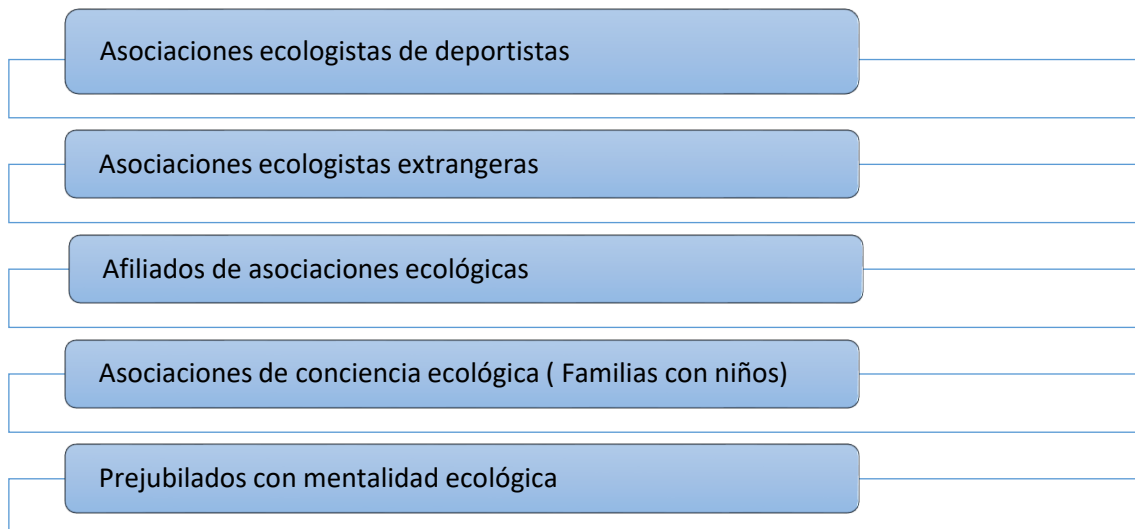 Asociaciones ecologistas de deportistas
Asociaciones ecologistas extrangeras
Afiliados de asociaciones ecológicas
Asociaciones de conciencia ecológica ( Familias con niños)
Prejubilados con mentalidad ecológica